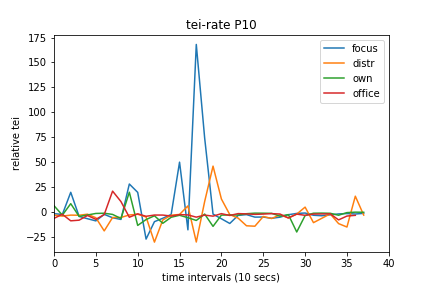 tei-rate P10
175
150
125
100
75
50
25
0
−25
relative tei
focus
distr
own
office
0 5 10 15 20 25 30 35 40
time intervals (10 secs)